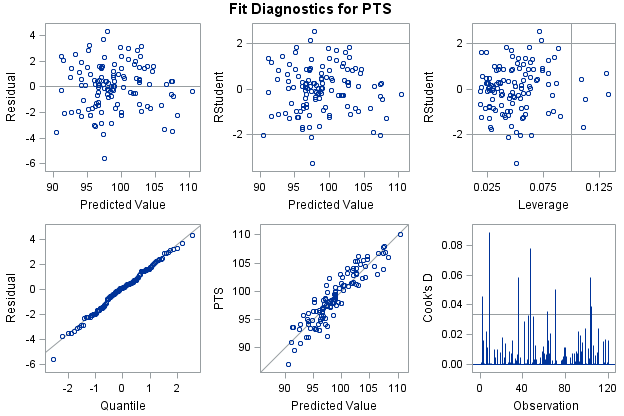 Fit Diagnostics for PTS
Residual
4
2
0
-2
-4
-6
90 95 100 105 110
Predicted Value
RStudent
2
0
-2
90 95 100 105 110
Predicted Value
RStudent
2
0
-2
0.025 0.075 0.125
Leverage
Residual
4
2
0
-2
-4
-6
-2 -1 0 1 2
Quantile
PTS
110
105
100
95
90
90 95 100 105 110
Predicted Value
Cook's D
0.08
0.06
0.04
0.02
0.00
0 40 80 120
Observation